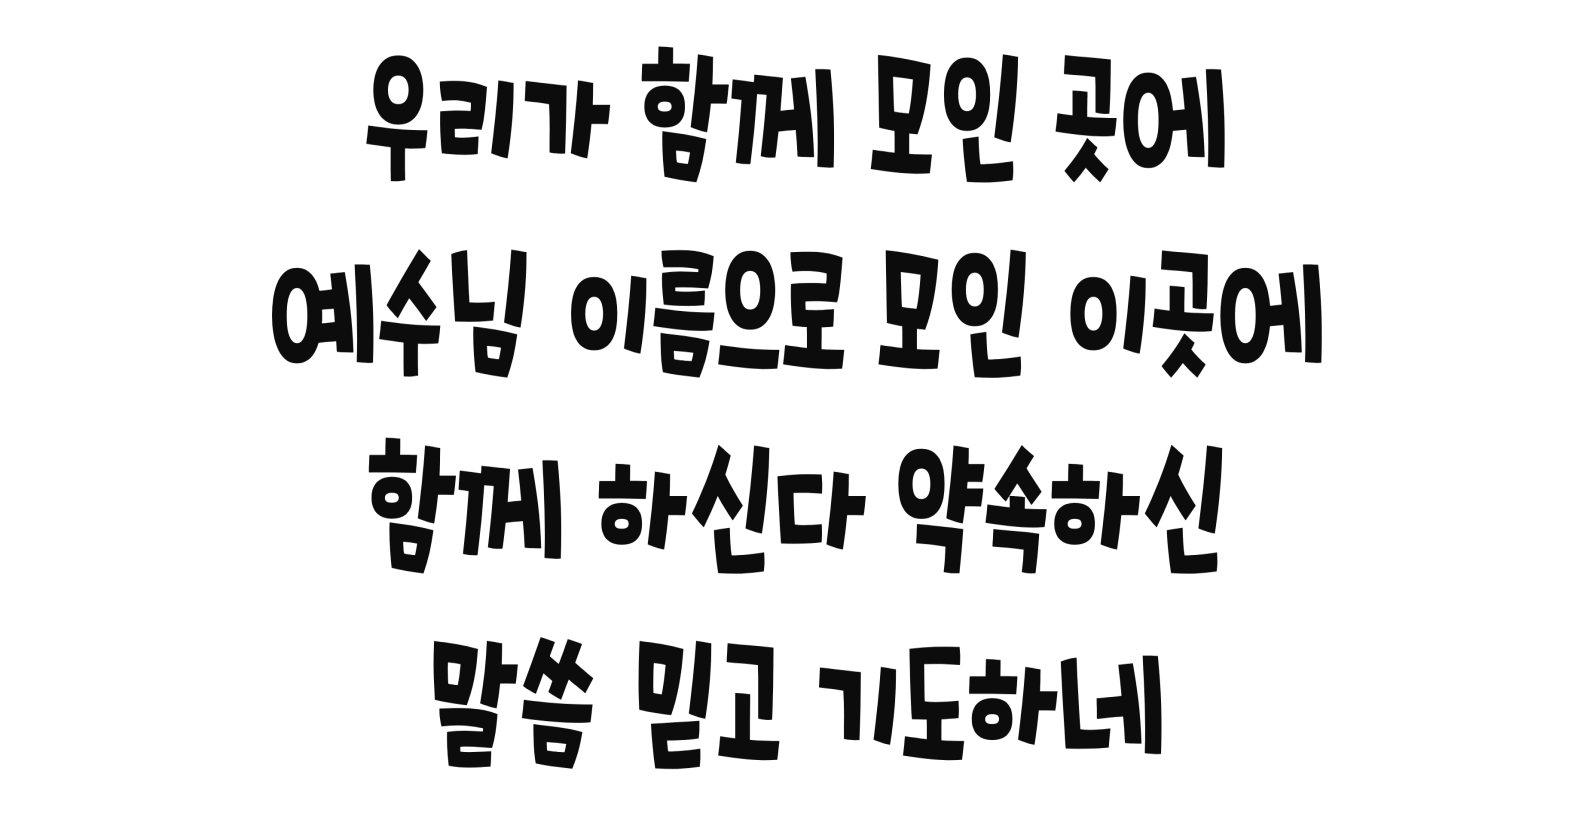 우리가 함께 모인 곳에
예수님 이름으로 모인 이곳에
함께 하신다 약속하신
말씀 믿고 기도하네